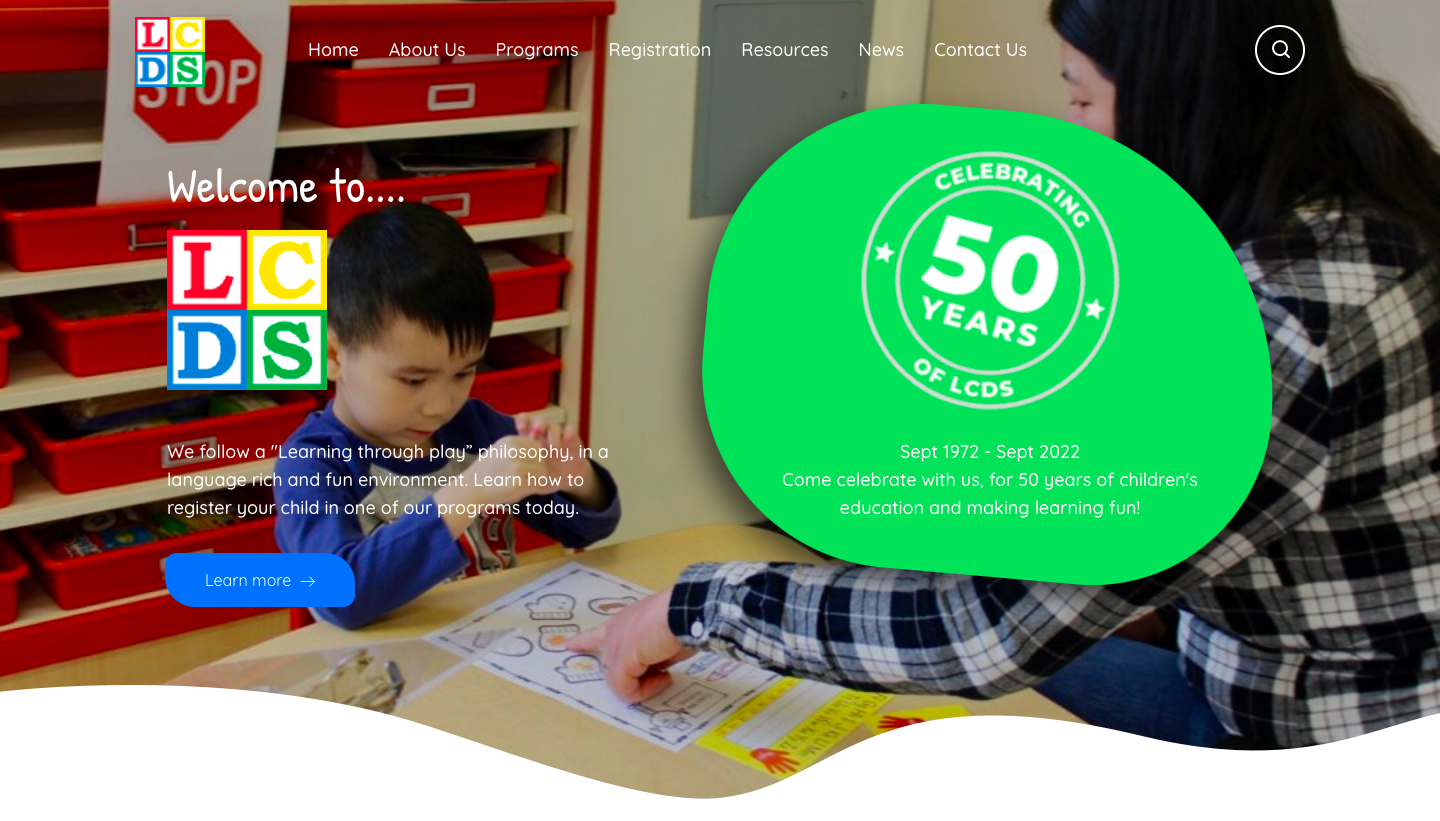 L C
D S
STOP
Home About Us Programs Registration Resources News Contact Us
Welcome to....
L C
D S
We follow a "Learning through play” philosophy, in a
language rich and fun environment. Learn how to
register your child in one of our programs today.
Learn more
CELEBRATING
50
YEARS
OF LCDS
Sept 1972 - Sept 2022
Come celebrate with us, for 50 years of children's
education and making learning fun!